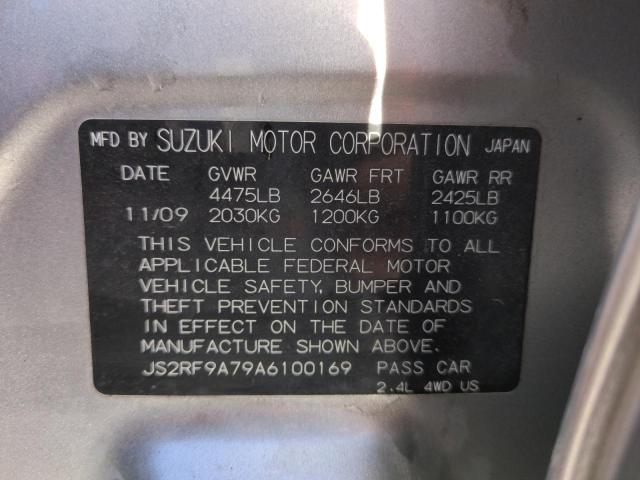 MFD BY SUZUKI MOTOR CORPORATION JAPAN
DATE GVWR GAWR FRT GAWR RR
4475LB 2646LB 2425LB
11/09 2030KG 1200KG 1100KG
THIS VEHICLE CONFORMS TO ALL
APPLICABLE FEDERAL MOTOR
VEHICLE SAFETY, BUMPER AND
THEFT PREVENTION STANDARDS
IN EFFECT ON THE DATE OF
MANUFACTURE SHOWN ABOVE.
JS2RF9A79A6100169 PASS CAR
2.4L 4WD US